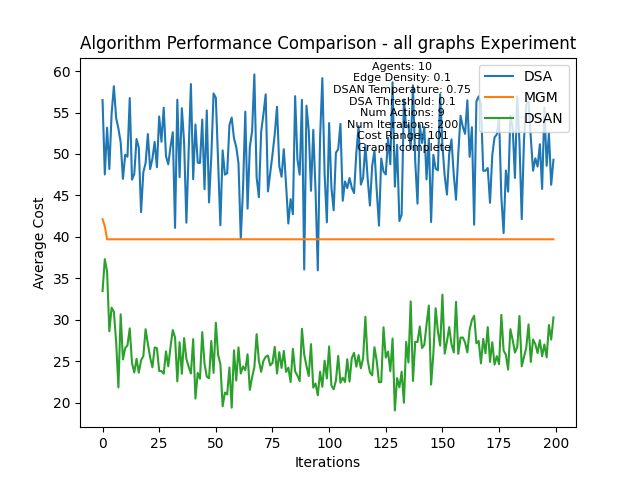 Algorithm Performance Comparison - all graphs Experiment
Agents: 10
Edge Density: 0.1
DSAN Temperature: 0.75
DSA Threshold: 0.1
Num Actions: 9
Num Iterations: 200
Cost Range: 101
Graph: complete
DSA
MGM
DSAN
Average Cost
60
55
50
45
40
35
30
25
20
0 25 50 75 100 125 150 175 200
Iterations